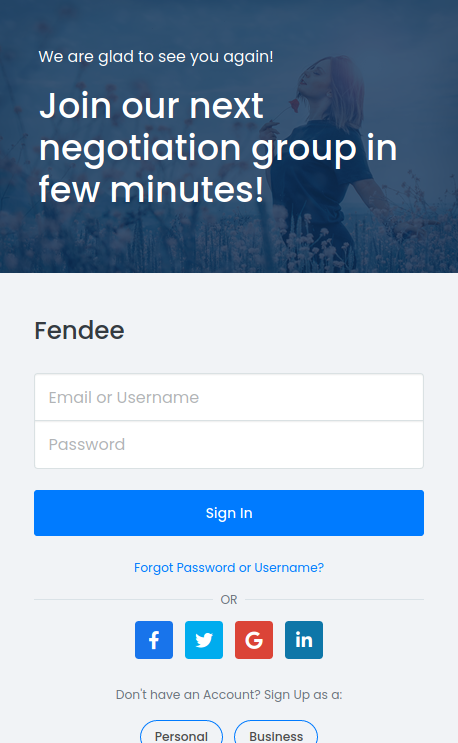 We are glad to see you again!
Join our next
negotiation group in
few minutes!
Fendee
Email or Username
Password
Sign In
Forgot Password or Username?
OR
Don't have an Account? Sign Up as a:
Personal
Business